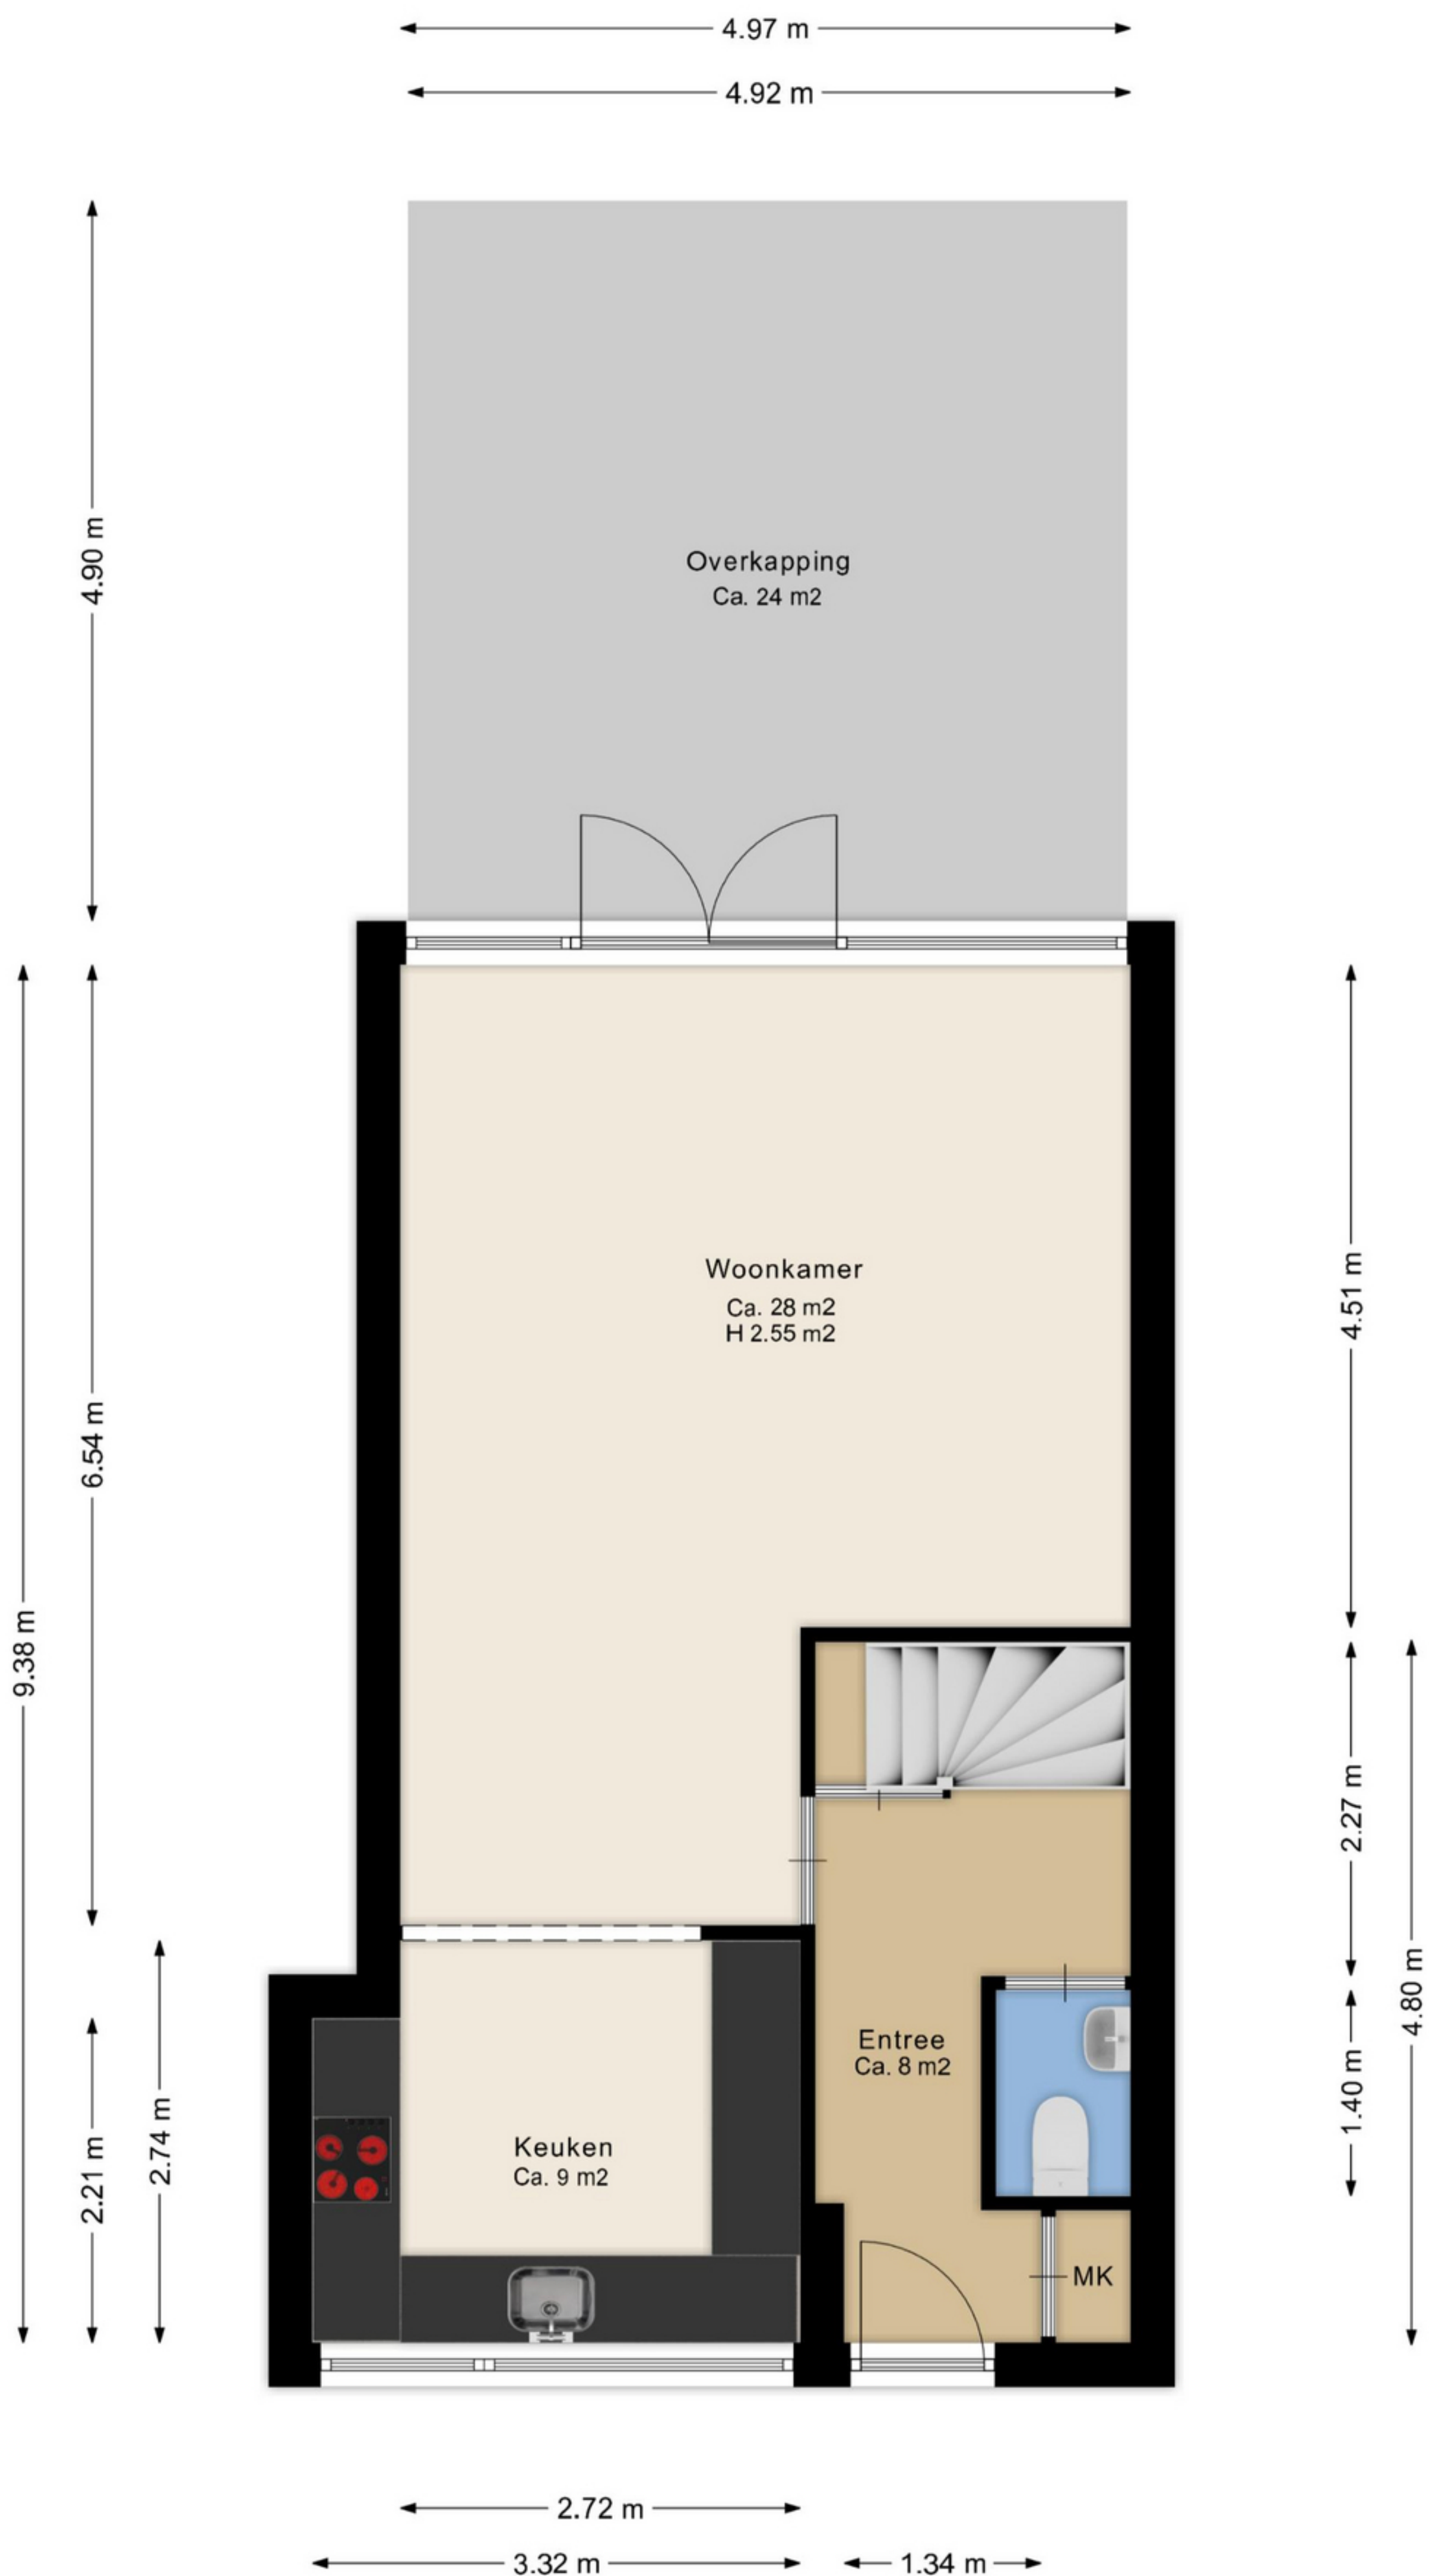 4.97 m
4.92 m
4.90 m
Overkapping
Ca. 24 m2
9.38 m
6.54 m
Woonkamer
Ca. 28 m2
H 2.55 m2
4.51 m
2.27 m
4.80 m
1.40 m
Entree
Ca. 8 m2
2.21 m
2.74 m
Keuken
Ca. 9 m2
MK
2.72 m
3.32 m
1.34 m